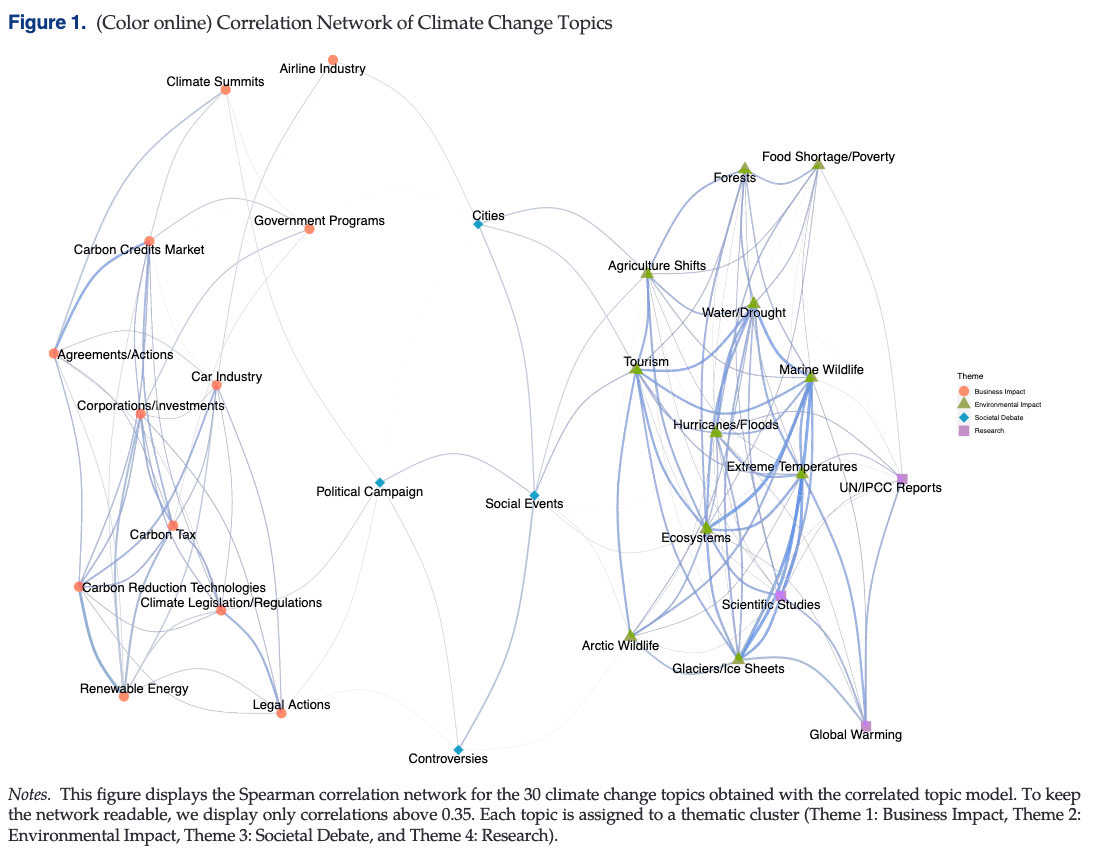 Figure 1. (Color online) Correlation Network of Climate Change Topics
Airline Industry
Climate Summits
Food Shortage/Poverty
Forests
Cities
Government Programs
Carbon Credits Market
Agriculture Shifts
Water/Drought
Agreements/Actions
Tourism
Marine Wildlife
Car Industry
Theme
Business Impact
Environmental Impact
Societal Debate
Research
Corporations/Investments
Hurricanes/Floods
Extreme Temperatures
UN/IPCC Reports
Political Campaign
Social Events
Carbon Tax
Ecosystems
Carbon Reduction Technologies
Climate Legislation/Regulations
Scientific Studies
Arctic Wildlife
Glaciers/Ice Sheets
Renewable Energy
Legal Actions
Global Warming
Controversies
Notes. This figure displays the Spearman correlation network for the 30 climate change topics obtained with the correlated topic model. To keep
the network readable, we display only correlations above 0.35. Each topic is assigned to a thematic cluster (Theme 1: Business Impact, Theme 2:
Environmental Impact, Theme 3: Societal Debate, and Theme 4: Research).